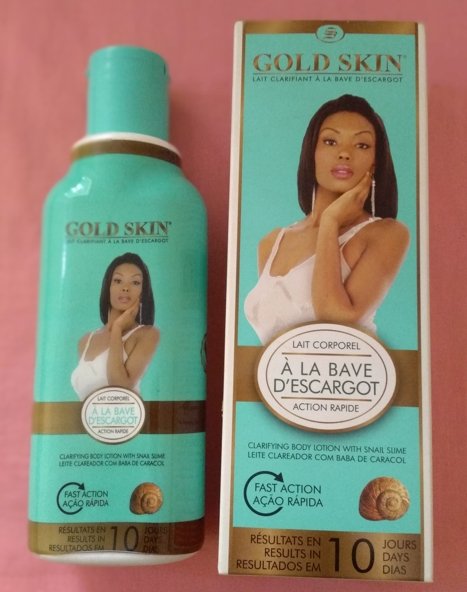 GOLD SKIN
LAIT CLARIFIANT À LA BAVE D'ESCARGOT
LAIT CORPOREL
À LA BAVE
D'ESCARGOT
ACTION RAPIDE
CLARIFYING BODY LOTION WITH SNAIL SLIME
LEITE CLAREADOR COM BABA DE CARACOL
FAST ACTION
AÇÃO RÁPIDA
RÉSULTATS EN
RESULTS IN
RESULTADOS EM
10
JOURS
DAYS
DIAS
GOLD SKIN
LAIT CLARIFIANT À LA BAVE D'ESCARGOT
LAIT CORPOREL
À LA BAVE
D'ESCARGOT
ACTION RAPIDE
CLARIFYING BODY LOTION WITH SNAIL SLIME
LEITE CLAREADOR COM BABA DE CARACOL
FAST ACTION
AÇÃO RÁPIDA
RÉSULTATS EN
RESULTS IN
RESULTADOS EM
10
JOURS
DAYS
DIAS